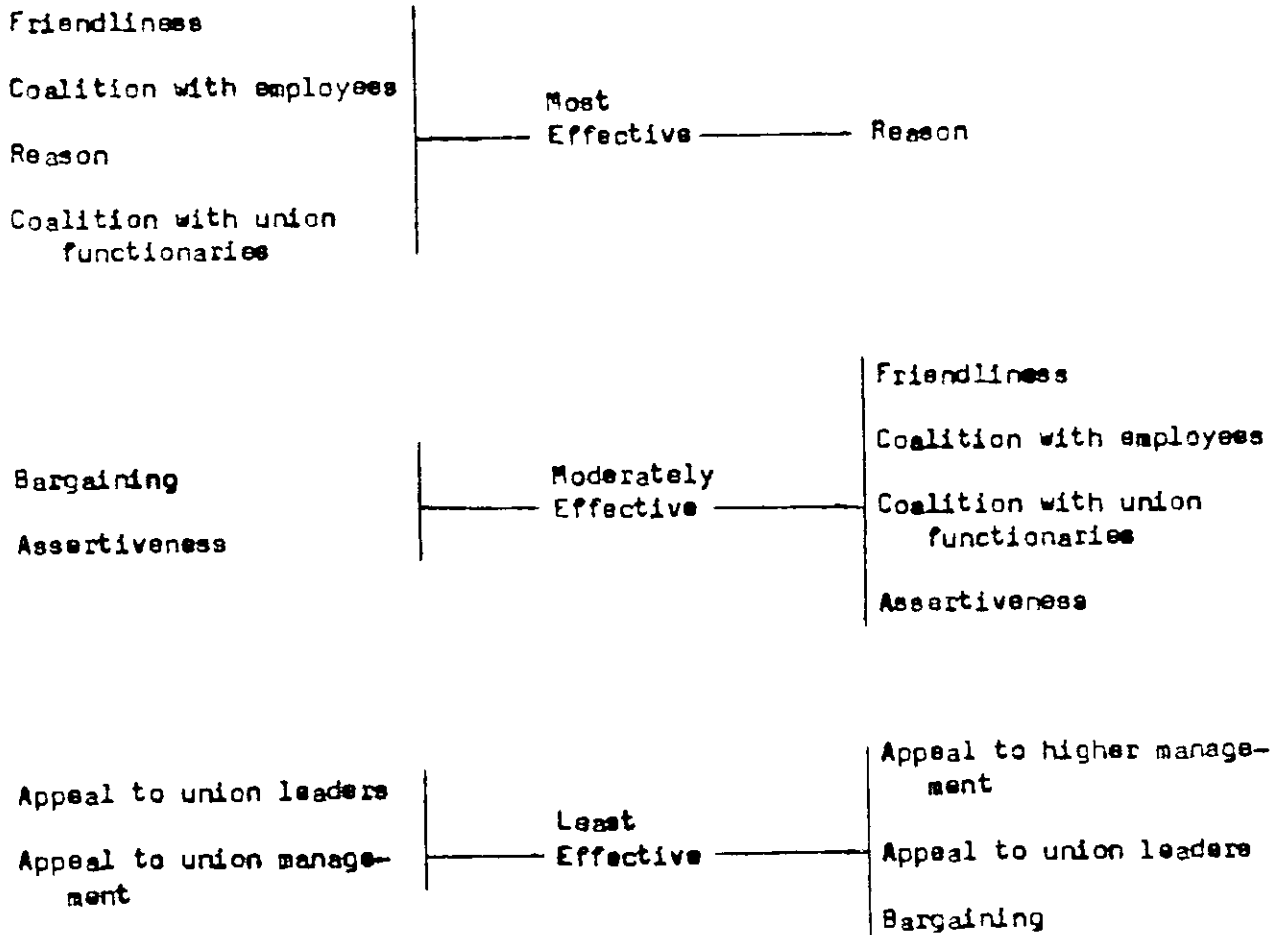 Friendliness
Coalition with employees
Reason
Coalition with union
functionaries
Most
Effective
Reason
Bargaining
Assertiveness
Moderately
Effective
Friendliness
Coalition with employees
Coalition with union
functionaries
Assertiveness
Appeal to union leaders
Appeal to union manage-
ment
Least
Effective
Appeal to higher manage-
ment
Appeal to union leaders
Bargaining